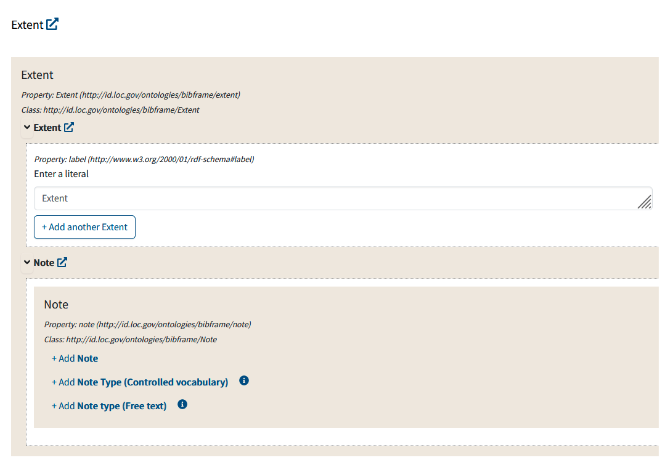 Extent
Extent
Property: Extent (http://id.loc.gov/ontologies/bibframe/extent)
Class: http://id.loc.gov/ontologies/bibframe/Extent
Extent
Property: label (http://www.w3.org/2000/01/rdf-schema#label)
Enter a literal
Extent
+ Add another Extent
Note
Note
Property: note (http://id.loc.gov/ontologies/bibframe/note)
Class: http://id.loc.gov/ontologies/bibframe/Note
+ Add Note
+ Add Note Type (Controlled vocabulary)
+ Add Note type (Free text)